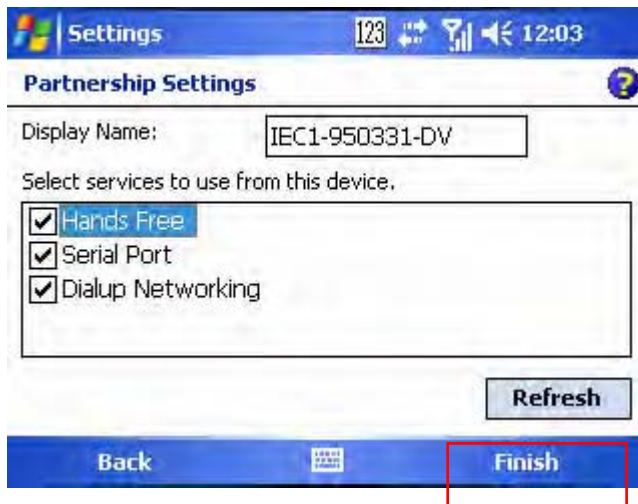 Settings 123 12:03
Partnership Settings
Display Name: IEC1-950331-DV
Select services to use from this device.
Hands Free
Serial Port
Dialup Networking
Refresh
Back Finish